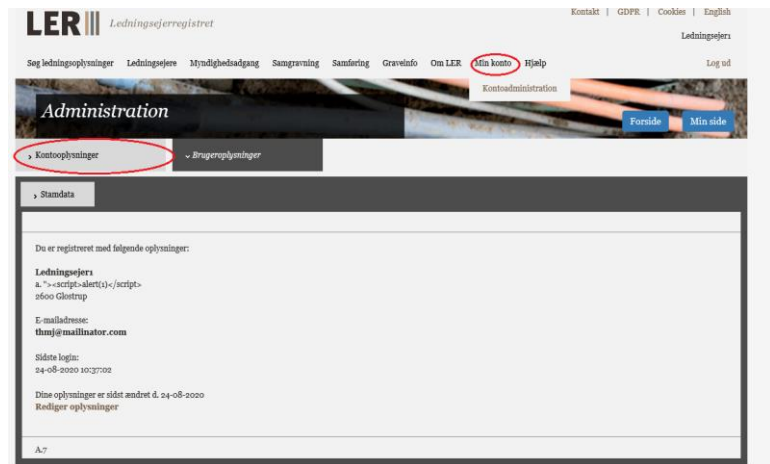 Kontakt | GDPR | Cookies | English
LER Ledningsejerregistret
Ledningsejer1
Søg ledningsoplysninger Ledningsejere Myndighedsadgang Samgravning Samføring Graveinfo Om LER Min konto Hjælp Log ud
Kontoadministration
Administration
Forside Min side
› Kontooplysninger ⌄ Brugeroplysninger
› Stamdata
Du er registreret med følgende oplysninger:
Ledningsejer1
a. "><script>alert(1)</script>
2600 Glostrup
E-mailadresse:
thmj@mailinator.com
Sidste login:
24-08-2020 10:37:02
Dine oplysninger er sidst ændret d. 24-08-2020
Rediger oplysninger
A.7